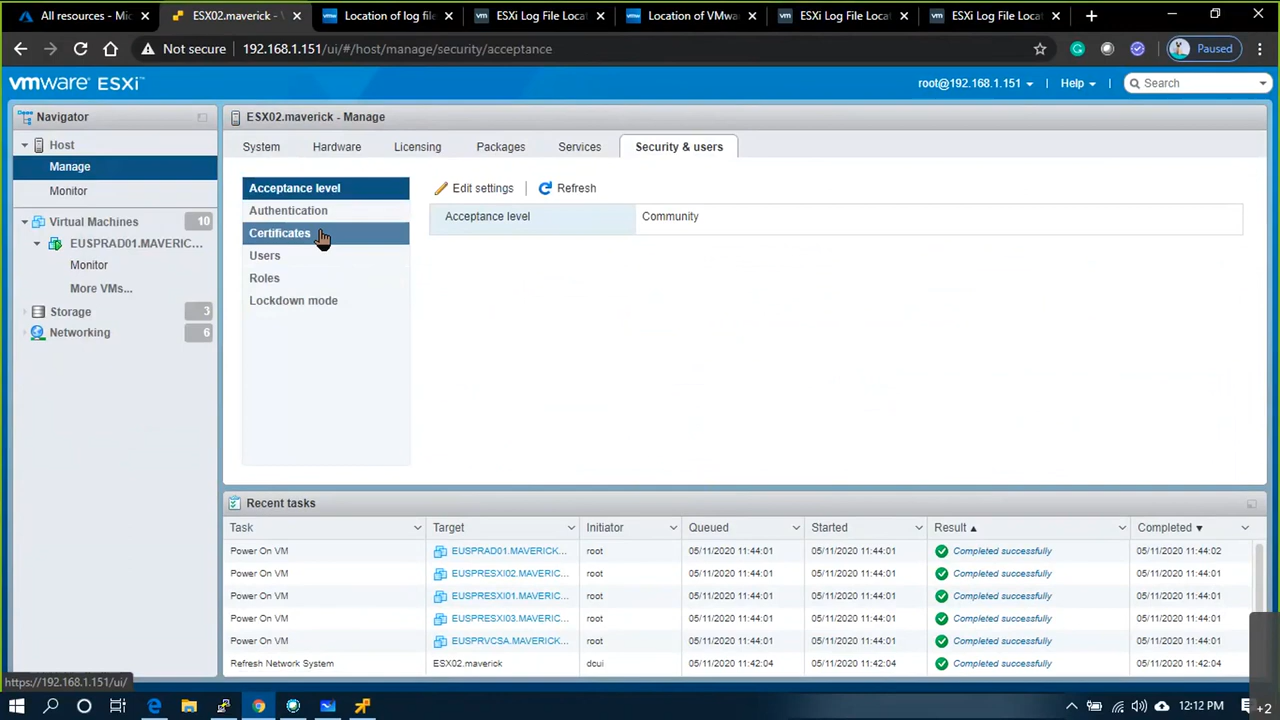 All resources - Mic
ESX02.maverick - V
Location of log file
ESXi Log File Locat
Location of VMwar
ESXi Log File Locat
ESXi Log File Locat
Not secure
192.168.1.151/ui/#/host/manage/security/acceptance
Paused
vmware ESXi
root@192.168.1.151
Help
Search
Navigator
Host
Manage
Monitor
Virtual Machines
10
EUSPRAD01.MAVERIC...
Monitor
More VMs...
Storage
3
Networking
6
ESX02.maverick - Manage
System
Hardware
Licensing
Packages
Services
Security & users
Acceptance level
Authentication
Certificates
Users
Roles
Lockdown mode
Edit settings
Refresh
Acceptance level
Community
Recent tasks
Task Target Initiator Queued Started Result Completed
Power On VM EUSPRAD01.MAVERICK... root 05/11/2020 11:44:01 05/11/2020 11:44:01 Completed successfully 05/11/2020 11:44:02
Power On VM EUSPRESXI02.MAVERIC... root 05/11/2020 11:44:01 05/11/2020 11:44:01 Completed successfully 05/11/2020 11:44:01
Power On VM EUSPRESXI01.MAVERIC... root 05/11/2020 11:44:01 05/11/2020 11:44:01 Completed successfully 05/11/2020 11:44:01
Power On VM EUSPRESXI03.MAVERIC... root 05/11/2020 11:44:01 05/11/2020 11:44:01 Completed successfully 05/11/2020 11:44:01
Power On VM EUSPRVCSA.MAVERICK... root 05/11/2020 11:44:01 05/11/2020 11:44:01 Completed successfully 05/11/2020 11:44:01
Refresh Network System ESX02.maverick dcui 05/11/2020 11:42:04 05/11/2020 11:42:04 Completed successfully 05/11/2020 11:42:04
https://192.168.1.151/ui/
12:12 PM
+2